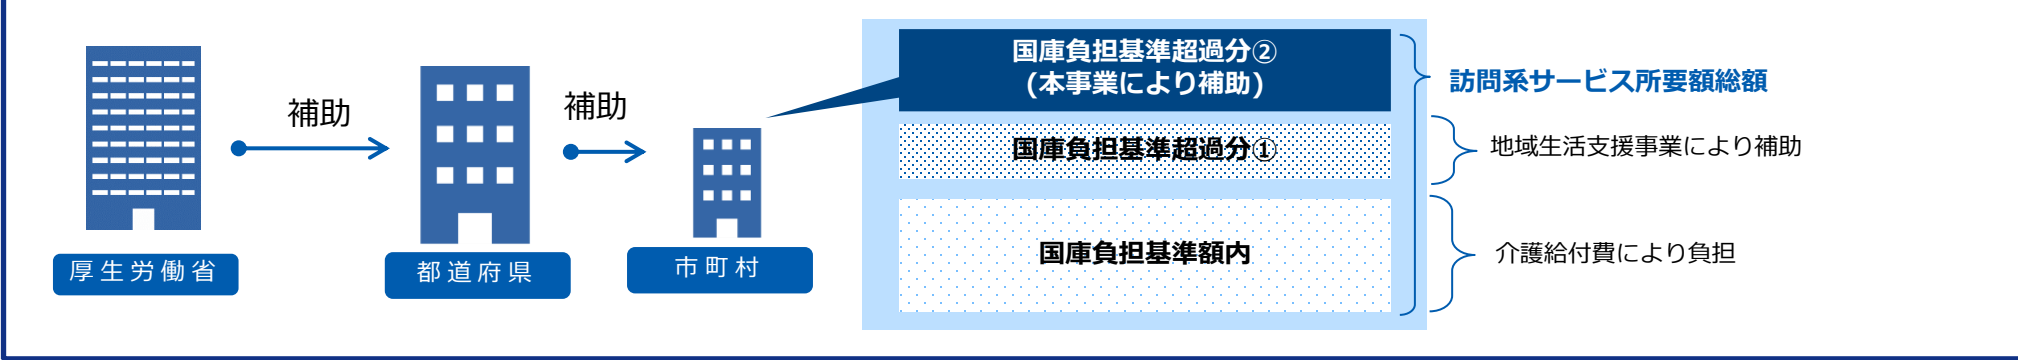 補助
補助
厚生労働省
都道府県
市町村
国庫負担基準超過分②
(本事業により補助)
国庫負担基準超過分①
国庫負担基準額内
訪問系サービス所要額総額
地域生活支援事業により補助
介護給付費により負担